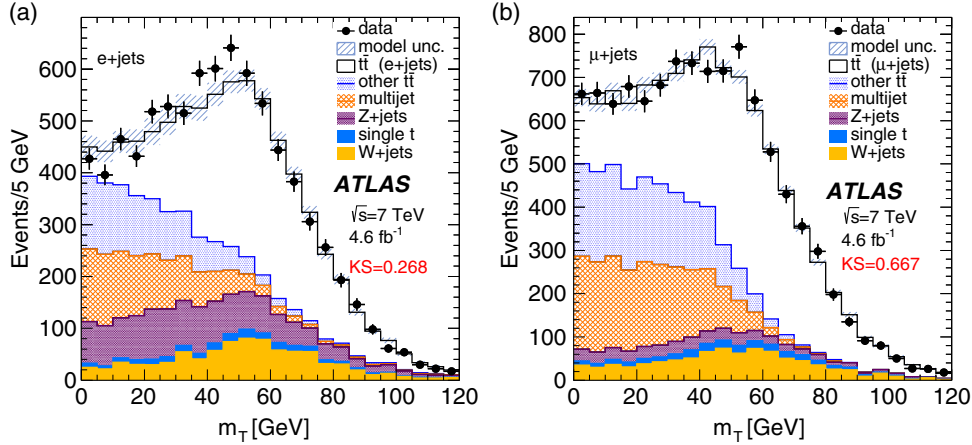 (a)
Events/5 GeV
600
500
400
300
200
100
0
e+jets
data
model unc.
tt̄ (e+jets)
other tt̄
multijet
Z+jets
single t
W+jets
ATLAS
√s=7 TeV
4.6 fb⁻¹
KS=0.268
0 20 40 60 80 100 120
m_T [GeV]
(b)
Events/5 GeV
800
700
600
500
400
300
200
100
0
μ+jets
data
model unc.
tt̄ (μ+jets)
other tt̄
multijet
Z+jets
single t
W+jets
ATLAS
√s=7 TeV
4.6 fb⁻¹
KS=0.667
0 20 40 60 80 100 120
m_T [GeV]